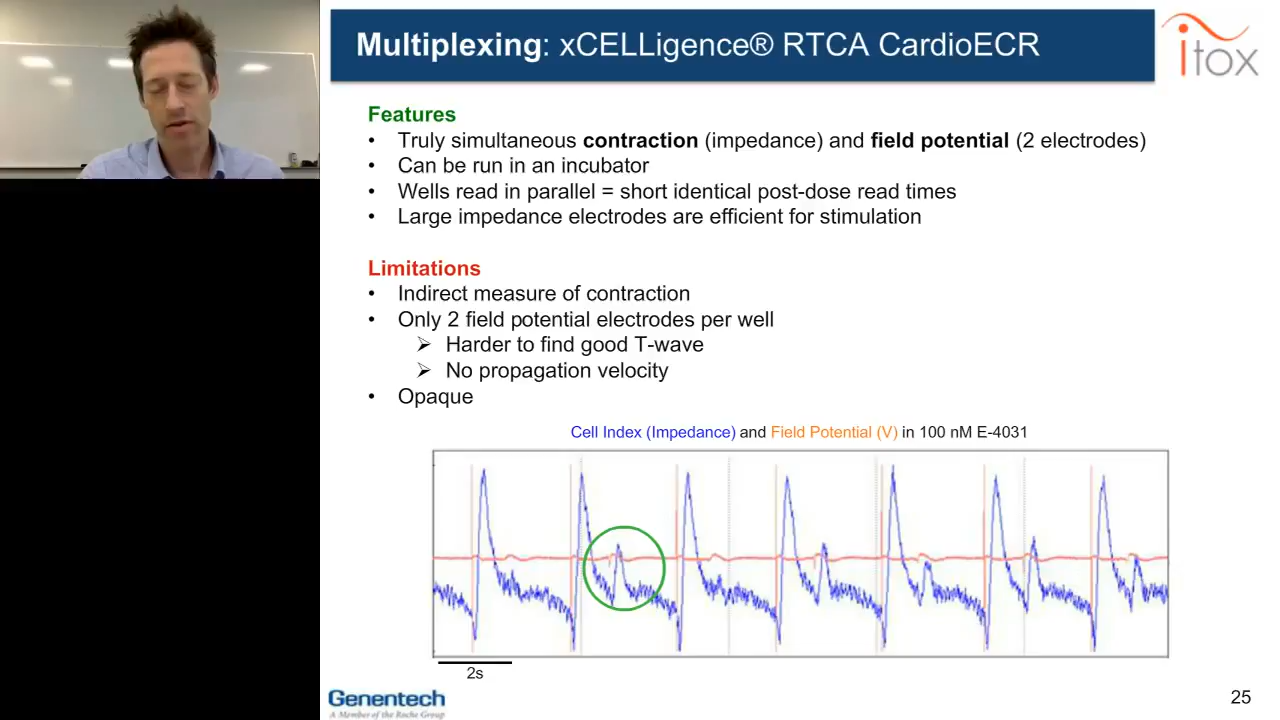 Multiplexing: xCELLigence® RTCA CardioECR
itox
Features
• Truly simultaneous contraction (impedance) and field potential (2 electrodes)
• Can be run in an incubator
• Wells read in parallel = short identical post-dose read times
• Large impedance electrodes are efficient for stimulation
Limitations
• Indirect measure of contraction
• Only 2 field potential electrodes per well
➢ Harder to find good T-wave
➢ No propagation velocity
• Opaque
Cell Index (Impedance) and Field Potential (V) in 100 nM E-4031
2s
Genentech
A Member of the Roche Group
25